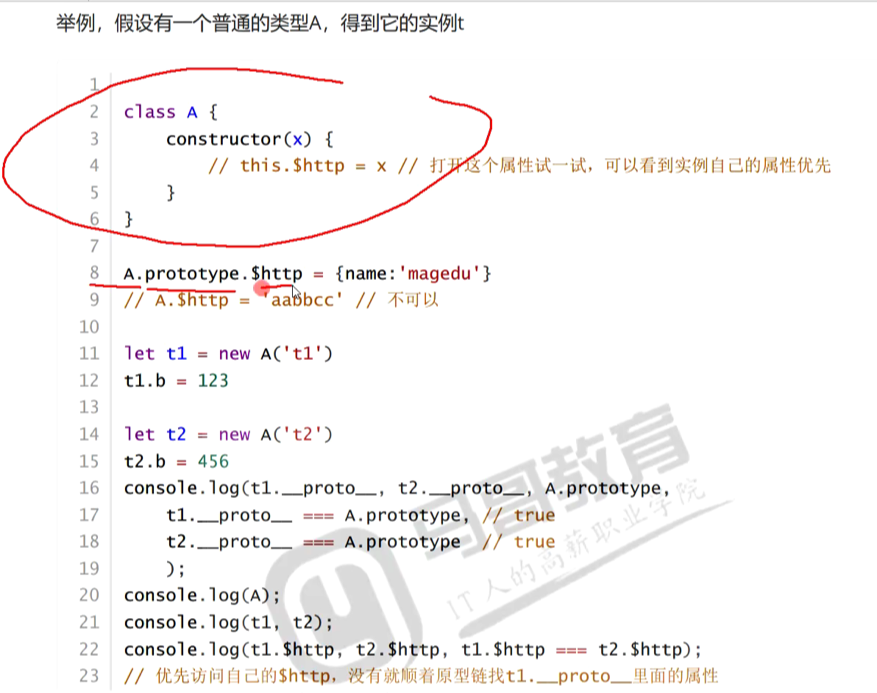 举例，假设有一个普通的类型A，得到它的实例t
1
2 class A {
3     constructor(x) {
4         // this.$http = x // 打开这个属性试一试，可以看到实例自己的属性优先
5     }
6 }
7
8 A.prototype.$http = {name:'magedu'}
9 // A.$http = 'aabbcc' // 不可以
10
11 let t1 = new A('t1')
12 t1.b = 123
13
14 let t2 = new A('t2')
15 t2.b = 456
16 console.log(t1.__proto__, t2.__proto__, A.prototype,
17     t1.__proto__ === A.prototype, // true
18     t2.__proto__ === A.prototype  // true
19     );
20 console.log(A);
21 console.log(t1, t2);
22 console.log(t1.$http, t2.$http, t1.$http === t2.$http);
23 // 优先访问自己的$http，没有就顺着原型链找t1.__proto__里面的属性
马哥教育
IT人的高薪职业学院